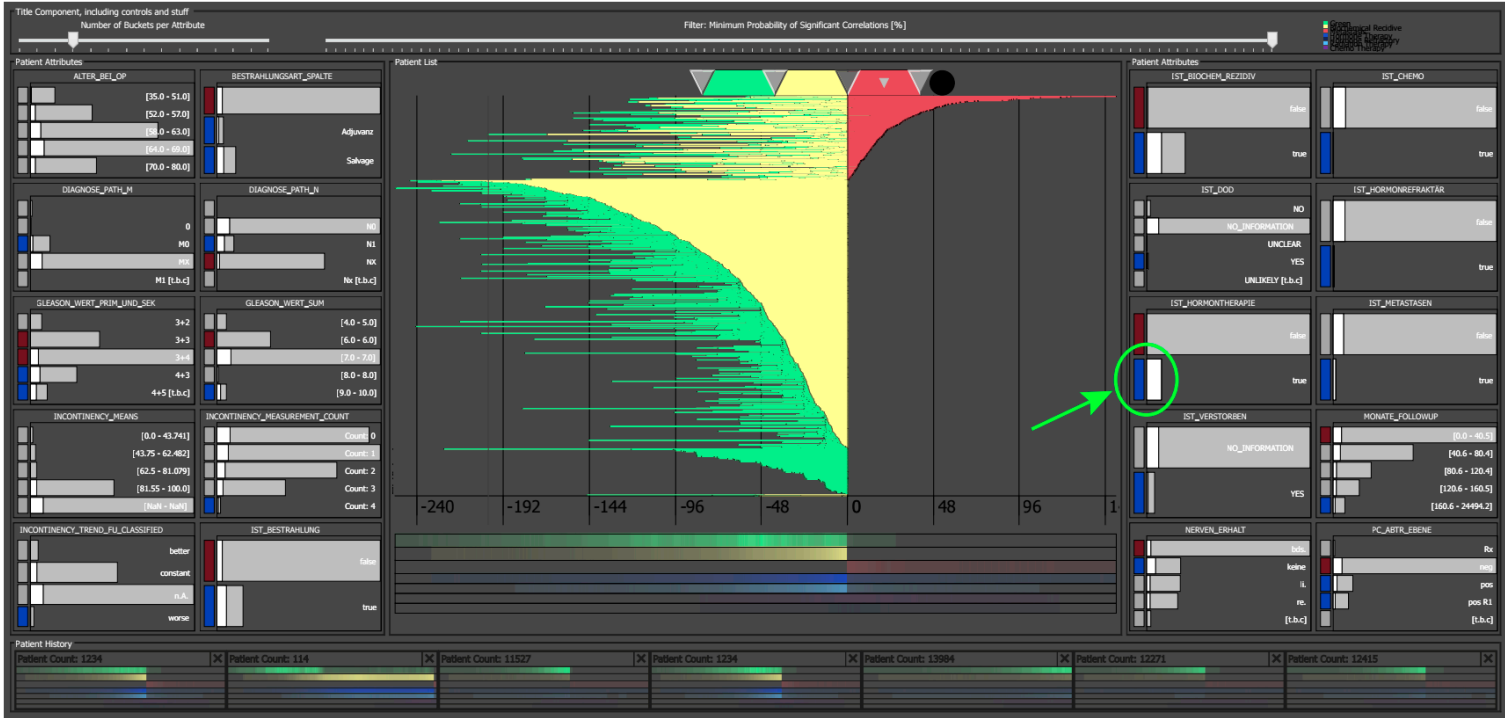 Title Component, including controls and stuff
Number of Buckets per Attribute
Filter: Minimum Probability of Significant Correlations [%]
Green
Patient Attributes
ALTER_BEI_OP
[35.0 - 51.0]
[52.0 - 57.0]
[58.0 - 63.0]
[64.0 - 69.0]
[70.0 - 80.0]
BESTRAHLUNGSART_SPALTE
Adjuvanz
Salvage
DIAGNOSE_PATH_M
0
M0
MX
M1 [t.b.c]
DIAGNOSE_PATH_N
N0
N1
NX
Nx [t.b.c]
GLEASON_WERT_PRIM_UND_SEK
3+2
3+3
3+4
4+3
4+5 [t.b.c]
GLEASON_WERT_SUM
[4.0 - 5.0]
[6.0 - 6.0]
[7.0 - 7.0]
[8.0 - 8.0]
[9.0 - 10.0]
INCONTINENCY_MEANS
[0.0 - 43.741]
[43.75 - 62.482]
[62.5 - 81.079]
[81.55 - 100.0]
[NaN - NaN]
INCONTINENCY_MEASUREMENT_COUNT
Count: 0
Count: 1
Count: 2
Count: 3
Count: 4
INCONTINENCY_TREND_FU_CLASSIFIED
better
constant
n.A.
worse
IST_BESTRAHLUNG
false
true
Patient List
-240 -192 -144 -96 -48 0 48 96 1
Patient Attributes
IST_BIOCHEM_REZIDIV
false
true
IST_CHEMO
false
true
IST_DOD
NO
NO_INFORMATION
UNCLEAR
YES
UNLIKELY [t.b.c]
IST_HORMONREFRAKTÄR
false
true
IST_HORMONTHERAPIE
false
true
IST_METASTASEN
false
true
IST_VERSTORBEN
NO_INFORMATION
YES
MONATE_FOLLOWUP
[0.0 - 40.5]
[40.6 - 80.4]
[80.6 - 120.4]
[120.6 - 160.5]
[160.6 - 24494.2]
NERVEN_ERHALT
bds.
keine
li.
re.
[t.b.c]
PC_ABTR_EBENE
Rx
neg
pos
pos R1
[t.b.c]
Patient History
Patient Count: 1234
Patient Count: 114
Patient Count: 11527
Patient Count: 1234
Patient Count: 13984
Patient Count: 12271
Patient Count: 12415